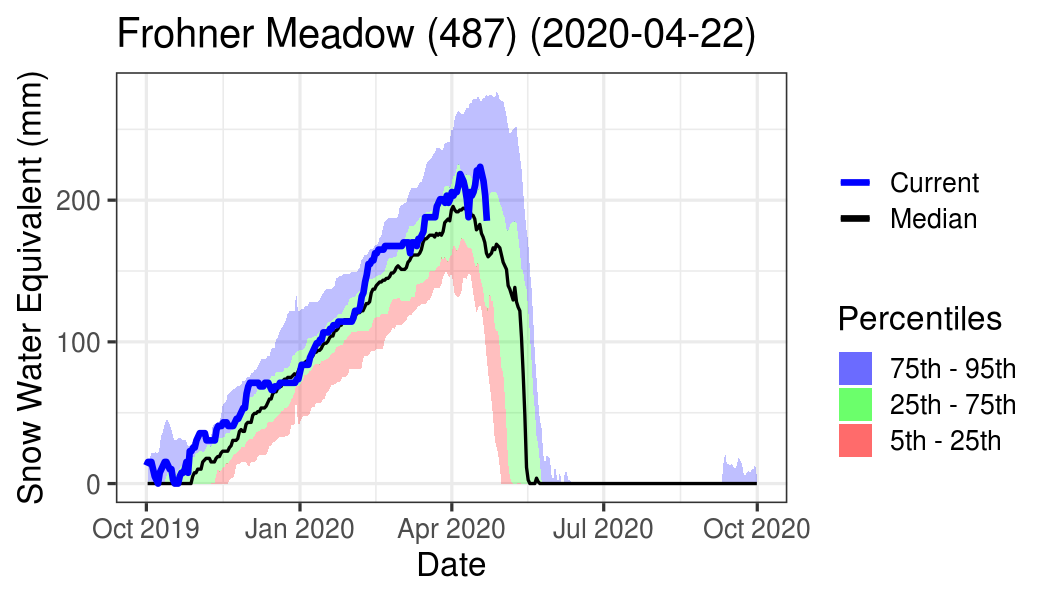 Frohner Meadow (487) (2020-04-22)
Snow Water Equivalent (mm)
200
100
0
Oct 2019 Jan 2020 Apr 2020 Jul 2020 Oct 2020
Date
Current
Median
Percentiles
75th - 95th
25th - 75th
5th - 25th